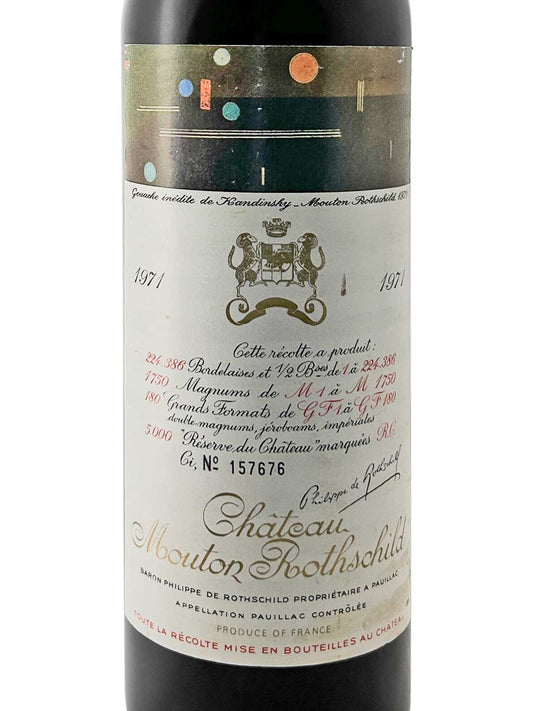 Gouache inédite de Kandinsky _ Mouton Rothschild 1971
1971 1971
Cette récolte a produit:
224.386 Bordelaises et 1/2 Bses de 1 à 224.386
1750 Magnums de M 1 à M 1750
180 Grands Formats de G F 1 à G F 180
double-magnums, jéroboams, impériales
5.000 "Réserve du Château" marquées R.C.
Ci, No 157676
Philippe de Rothschild
Château
Mouton Rothschild
BARON PHILIPPE DE ROTHSCHILD PROPRIÉTAIRE A PAUILLAC
APPELLATION PAUILLAC CONTRÔLÉE
PRODUCE OF FRANCE
TOUTE LA RÉCOLTE MISE EN BOUTEILLES AU CHÂTEAU